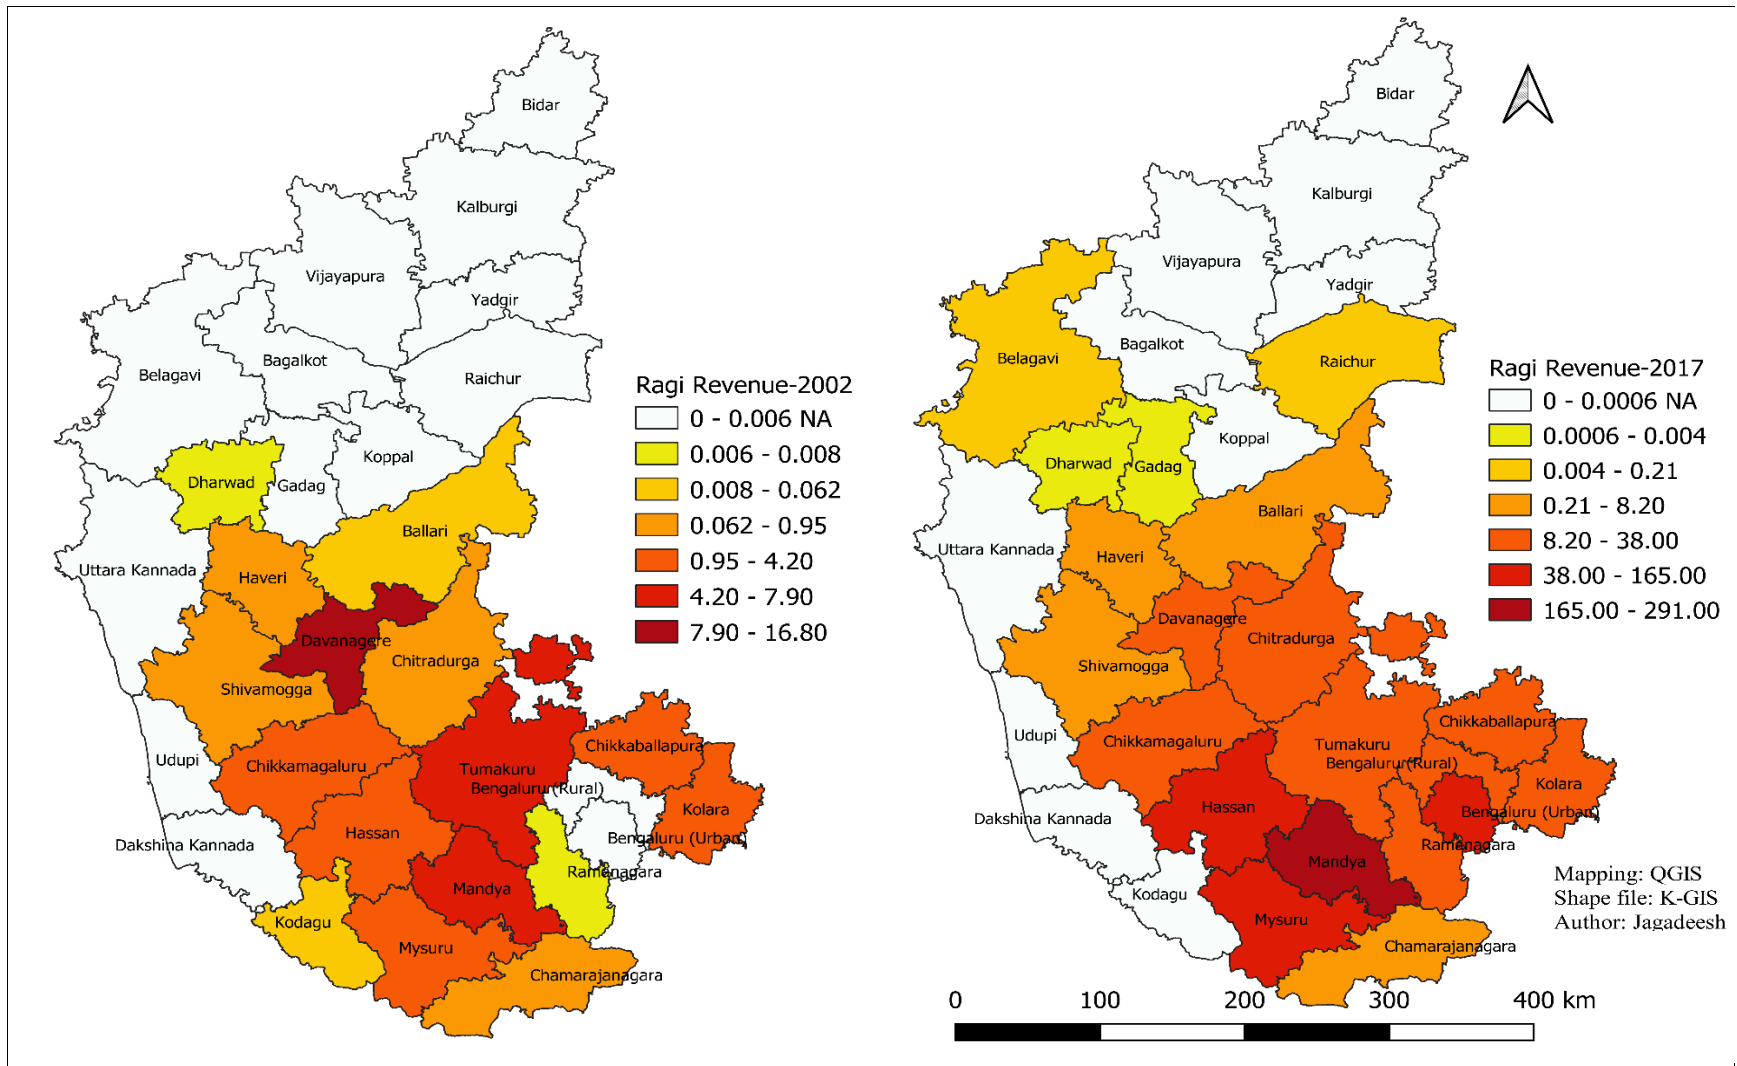 Bidar
Kalburgi
Vijayapura
Yadgir
Bagalkot
Belagavi
Raichur
Koppal
Dharwad
Gadag
Ballari
Uttara Kannada
Haveri
Davanagere
Chitradurga
Shivamogga
Udupi
Chikkamagaluru
Tumakuru
Chikkaballapura
Bengaluru (Rural)
Kolara
Hassan
Bengaluru (Urban)
Dakshina Kannada
Ramanagara
Mandya
Kodagu
Mysuru
Chamarajanagara
Ragi Revenue-2002
0 - 0.006 NA
0.006 - 0.008
0.008 - 0.062
0.062 - 0.95
0.95 - 4.20
4.20 - 7.90
7.90 - 16.80
Bidar
Kalburgi
Vijayapura
Yadgir
Bagalkot
Belagavi
Raichur
Koppal
Dharwad
Gadag
Ballari
Uttara Kannada
Haveri
Davanagere
Chitradurga
Shivamogga
Udupi
Chikkamagaluru
Tumakuru
Chikkaballapura
Bengaluru (Rural)
Kolara
Hassan
Bengaluru (Urban)
Dakshina Kannada
Ramanagara
Mandya
Kodagu
Mysuru
Chamarajanagara
Ragi Revenue-2017
0 - 0.0006 NA
0.0006 - 0.004
0.004 - 0.21
0.21 - 8.20
8.20 - 38.00
38.00 - 165.00
165.00 - 291.00
Mapping: QGIS
Shape file: K-GIS
Author: Jagadeesh
0 100 200 300 400 km